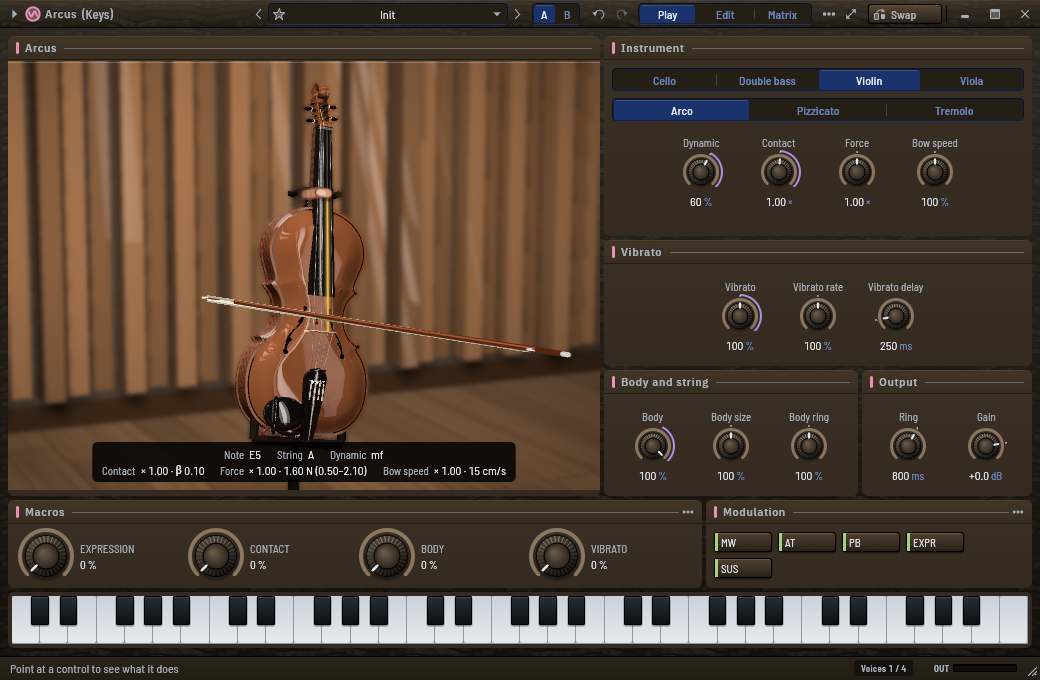 Arcus (Keys)
Init
A B
Play Edit Matrix
Swap
Arcus
Instrument
Cello Double bass Violin Viola
Arco Pizzicato Tremolo
Dynamic Contact Force Bow speed
60 % 1.00 × 1.00 × 100 %
Vibrato
Vibrato Vibrato rate Vibrato delay
100 % 100 % 250 ms
Body and string
Body Body size Body ring
100 % 100 % 100 %
Output
Ring Gain
800 ms +0.0 dB
Note E5 String A Dynamic mf
Contact × 1.00 · β 0.10 Force × 1.00 · 1.60 N (0.50–2.10) Bow speed × 1.00 · 15 cm/s
Macros
EXPRESSION
0 %
CONTACT
0 %
BODY
0 %
VIBRATO
0 %
Modulation
MW AT PB EXPR
SUS
Point at a control to see what it does
Voices 1 / 4
OUT